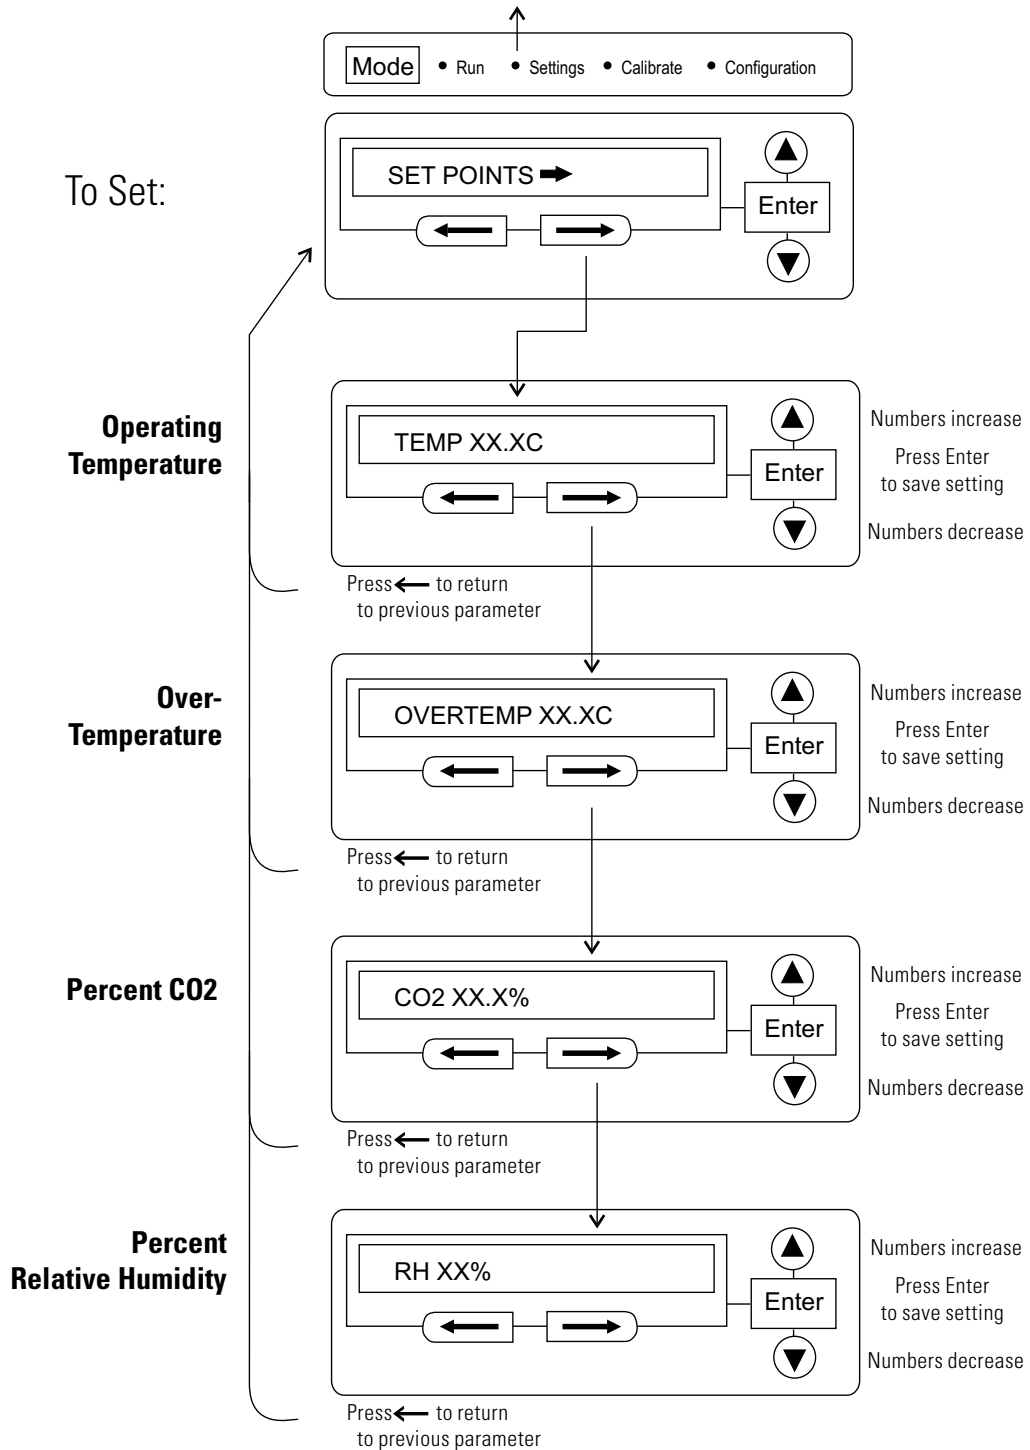 Mode • Run • Settings • Calibrate • Configuration
To Set:
SET POINTS ➡
Enter
Operating
Temperature
TEMP XX.XC
Enter
Numbers increase
Press Enter
to save setting
Numbers decrease
Press ← to return
to previous parameter
Over-
Temperature
OVERTEMP XX.XC
Enter
Numbers increase
Press Enter
to save setting
Numbers decrease
Press ← to return
to previous parameter
Percent CO2
CO2 XX.X%
Enter
Numbers increase
Press Enter
to save setting
Numbers decrease
Press ← to return
to previous parameter
Percent
Relative Humidity
RH XX%
Enter
Numbers increase
Press Enter
to save setting
Numbers decrease
Press ← to return
to previous parameter